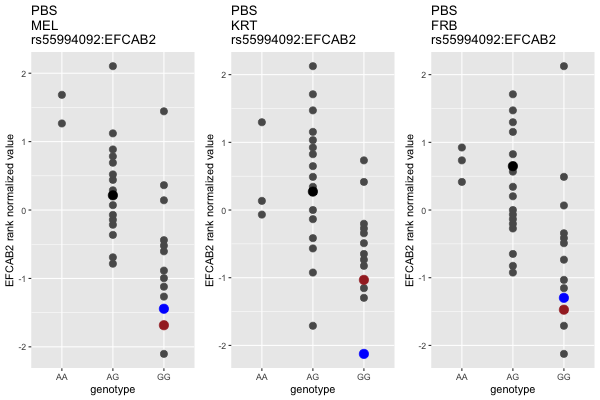 PBS
MEL
rs55994092:EFCAB2
EFCAB2 rank normalized value
2
1
0
-1
-2
AA
AG
GG
genotype
PBS
KRT
rs55994092:EFCAB2
EFCAB2 rank normalized value
2
1
0
-1
-2
AA
AG
GG
genotype
PBS
FRB
rs55994092:EFCAB2
EFCAB2 rank normalized value
2
1
0
-1
-2
AA
AG
GG
genotype